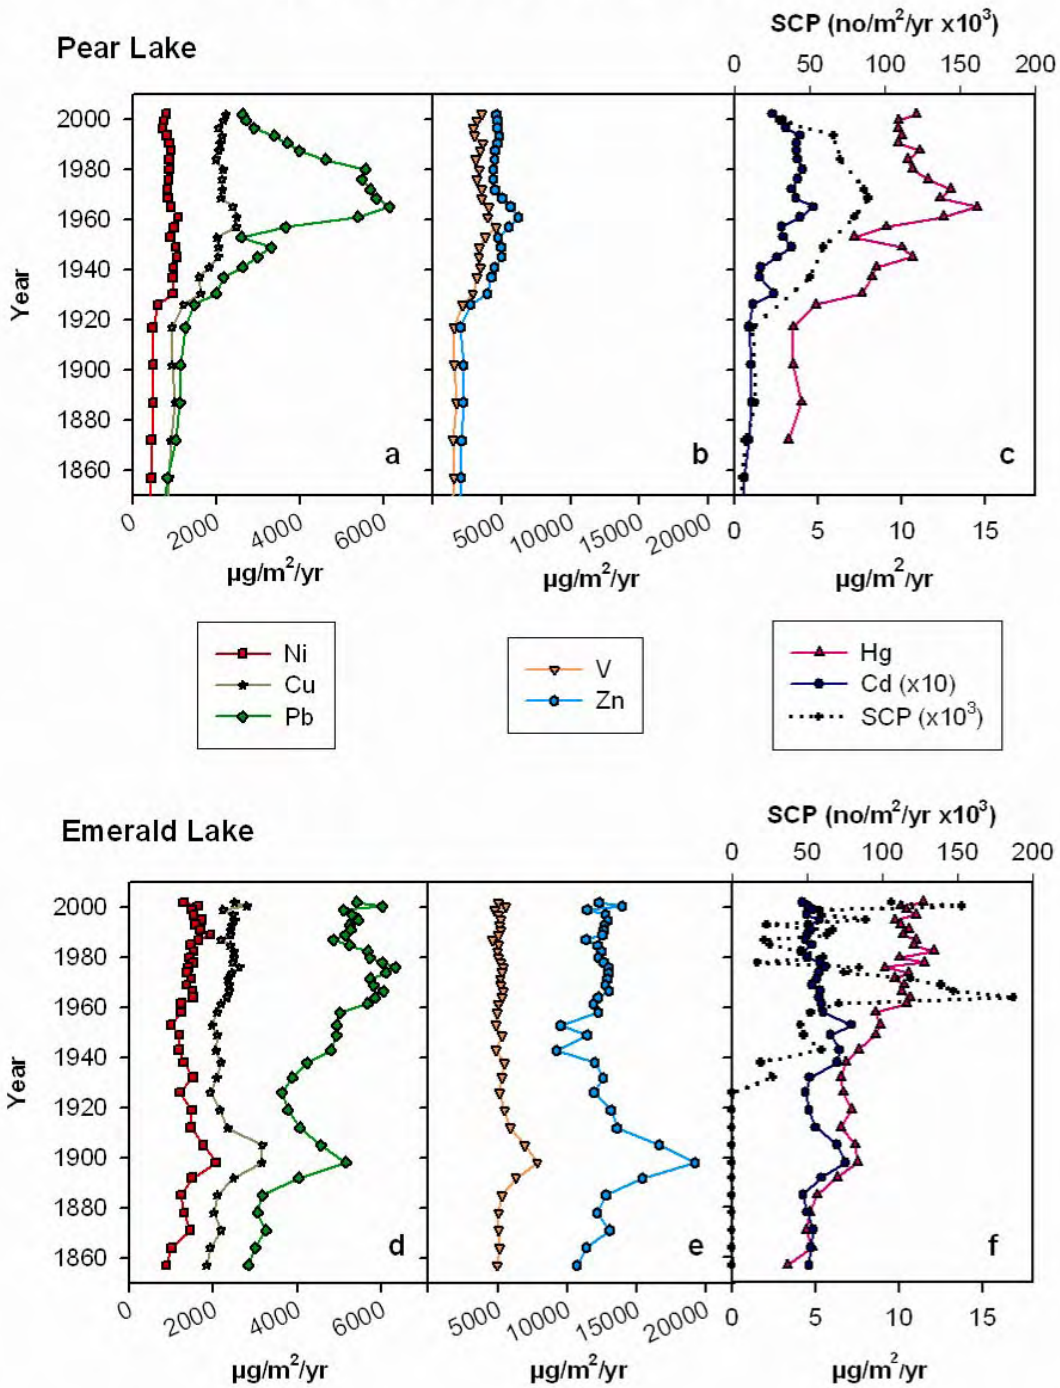 Pear Lake
SCP (no/m²/yr x10³)
0 50 100 150 200
Year
2000
1980
1960
1940
1920
1900
1880
1860
a
b
c
0 2000 4000 6000
5000 10000 15000 20000
0 5 10 15
µg/m²/yr
µg/m²/yr
µg/m²/yr
Ni
Cu
Pb
V
Zn
Hg
Cd (x10)
SCP (x10³)
Emerald Lake
SCP (no/m²/yr x10³)
0 50 100 150 200
Year
2000
1980
1960
1940
1920
1900
1880
1860
d
e
f
0 2000 4000 6000
5000 10000 15000 20000
0 5 10 15
µg/m²/yr
µg/m²/yr
µg/m²/yr